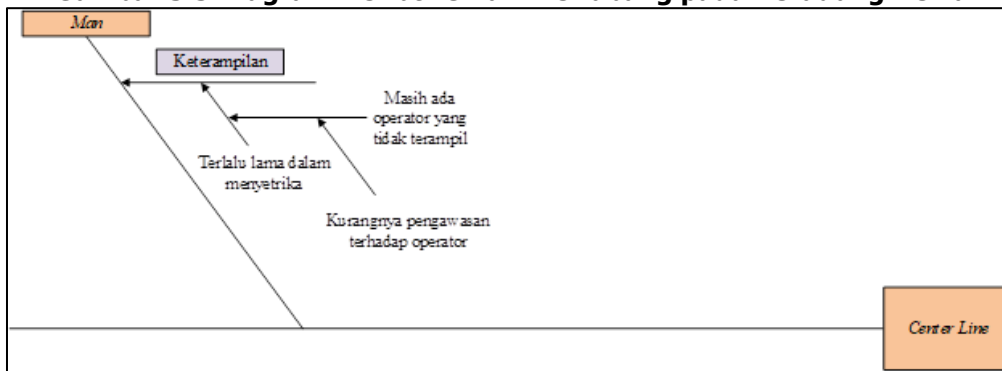 Man
Keterampilan
Masih ada
operator yang
tidak terampil
Terlalu lama dalam
menyetrika
Kurangnya pengawasan
terhadap operator
Center Line